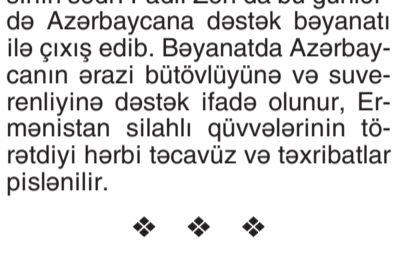 də Azərbaycana dəstək bəyanatı
ilə çıxış edib. Bəyanatda Azərbay-
canın ərazi bütövlüyünə və suve-
renliyinə dəstək ifadə olunur, Er-
mənistan silahlı qüvvələrinin tö-
rətdiyi hərbi təcavüz və təxribatlar
pislənilir.
❖ ❖ ❖